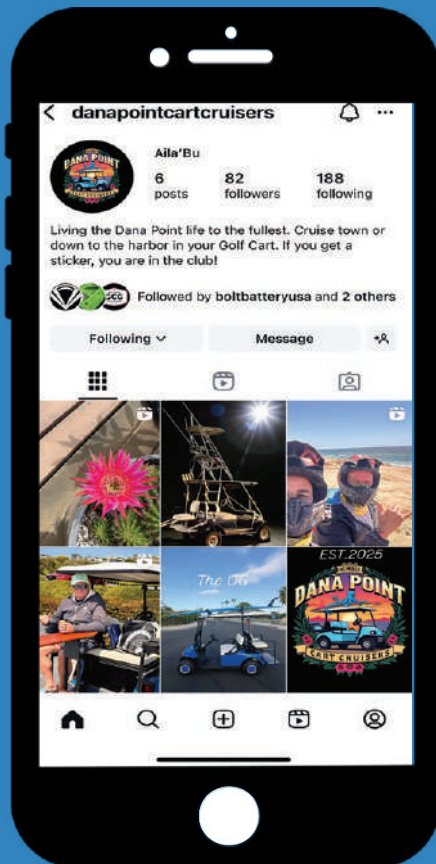 danapointcartcruisers
Aila'Bu
6 82 188
posts followers following
DANA POINT
Living the Dana Point life to the fullest. Cruise town or
down to the harbor in your Golf Cart. If you get a
sticker, you are in the club!
Followed by boltbatteryusa and 2 others
Following Message
The OG
EST.2025
DANA POINT
CART CRUISERS